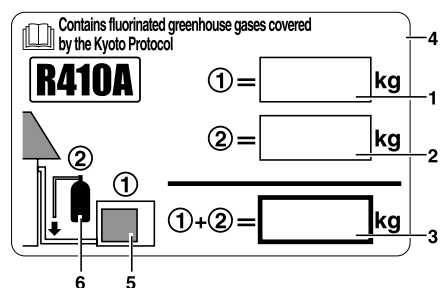 Contains fluorinated greenhouse gases covered
by the Kyoto Protocol
R410A
①= kg
②= kg
①+②= kg
②
①
4
1
2
3
6
5